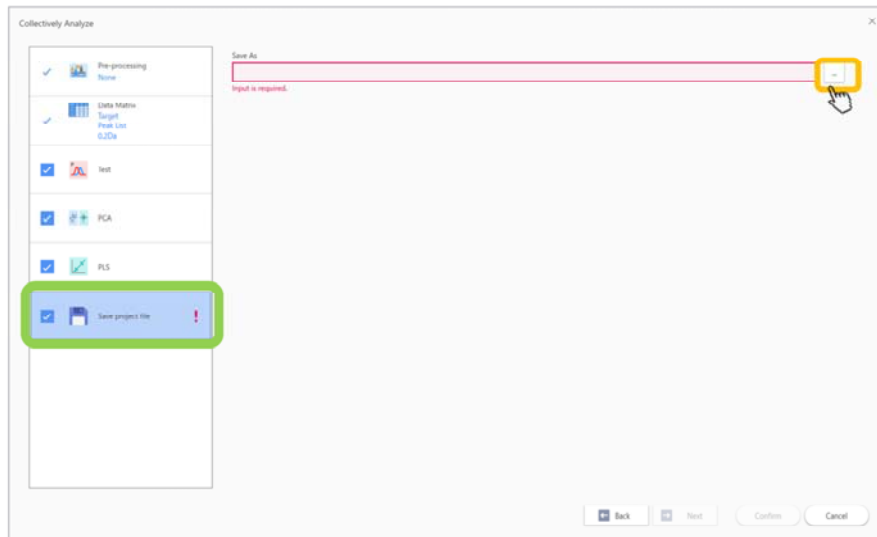 Collectively Analyze
Pre-processing
None
Data Matrix
Target
Peak List
0.2Da
Test
PCA
PLS
Save project file
!
Save As
...
Input is required.
Back
Next
Confirm
Cancel